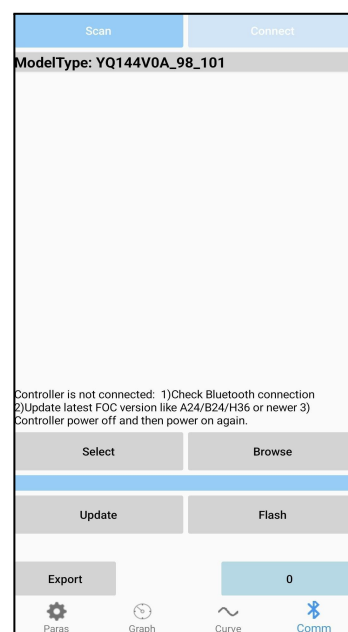 Scan Connect
ModelType: YQ144V0A_98_101
Controller is not connected:  1)Check Bluetooth connection
2)Update latest FOC version like A24/B24/H36 or newer 3)
Controller power off and then power on again.
Select Browse
Update Flash
Export 0
Paras Graph Curve Comm